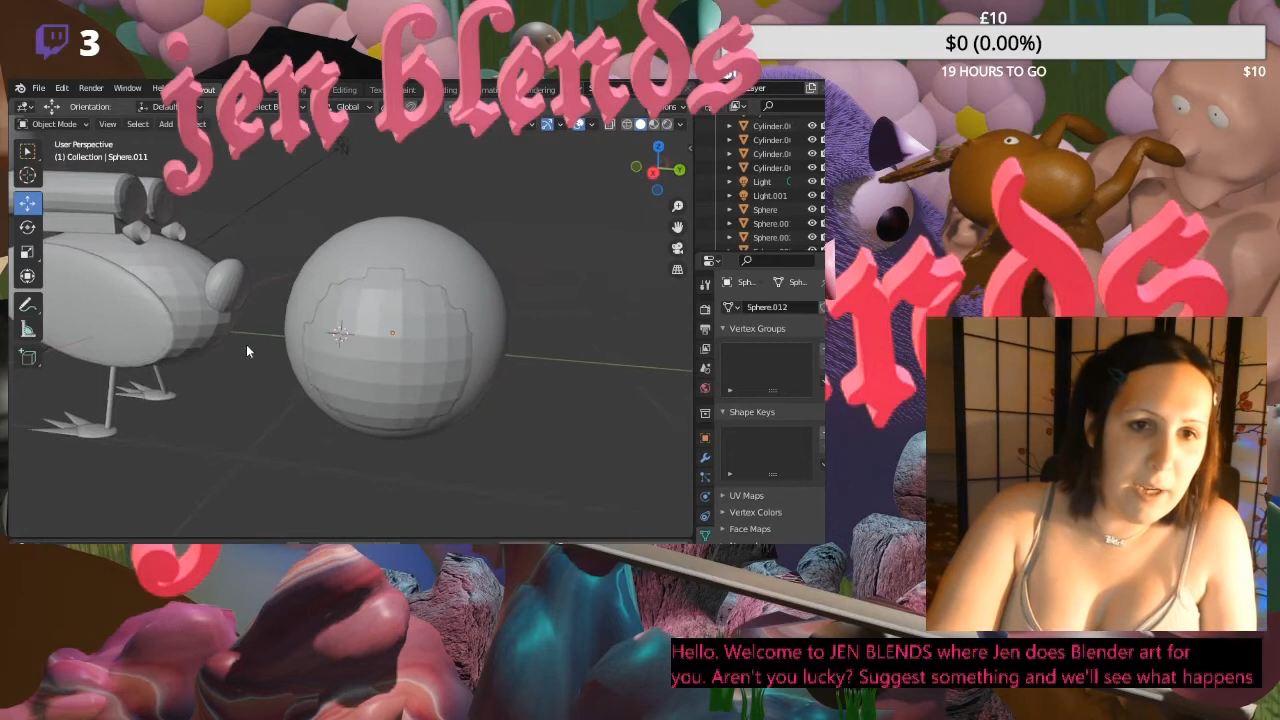 3
jen blends
£10
$0 (0.00%)
19 HOURS TO GO
$10
File Edit Render Window
Orientation:
Global
Object Mode View Select Add
User Perspective
(1) Collection | Sphere.011
Z
Y
X
Cylinder.0
Cylinder.0
Cylinder.0
Cylinder.0
Light
Light.001
Sphere
Sphere.00
Sphere.00
Sph.. Sph..
Sphere.012
Vertex Groups
Shape Keys
UV Maps
Vertex Colors
Face Maps
Hello. Welcome to JEN BLENDS where Jen does Blender art for
you. Aren't you lucky? Suggest something and we'll see what happens